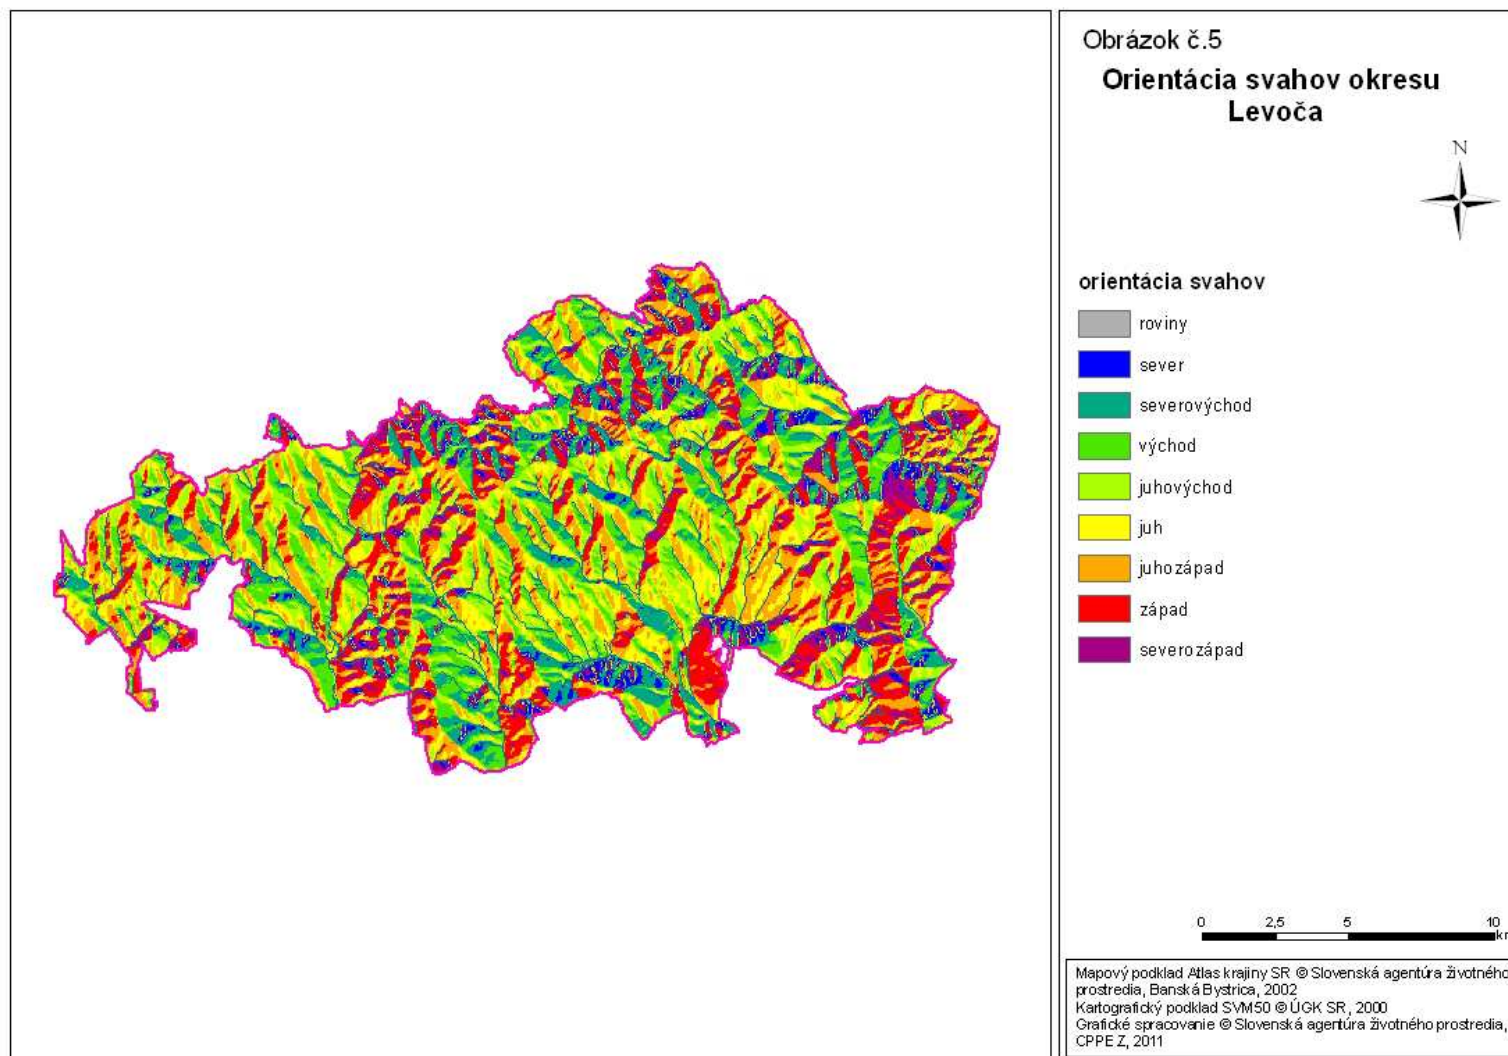 Obrázok č.5
Orientácia svahov okresu
Levoča
N
orientácia svahov
roviny
sever
severovýchod
východ
juhovýchod
juh
juhozápad
západ
severozápad
0 2,5 5 10
Mapový podklad Atlas krajiny SR © Slovenská agentúra životného
prostredia, Banská Bystrica, 2002
Kartografický podklad SVM50 © ÚGK SR, 2000
Grafické spracovanie © Slovenská agentúra životného prostredia,
CPPEZ, 2011